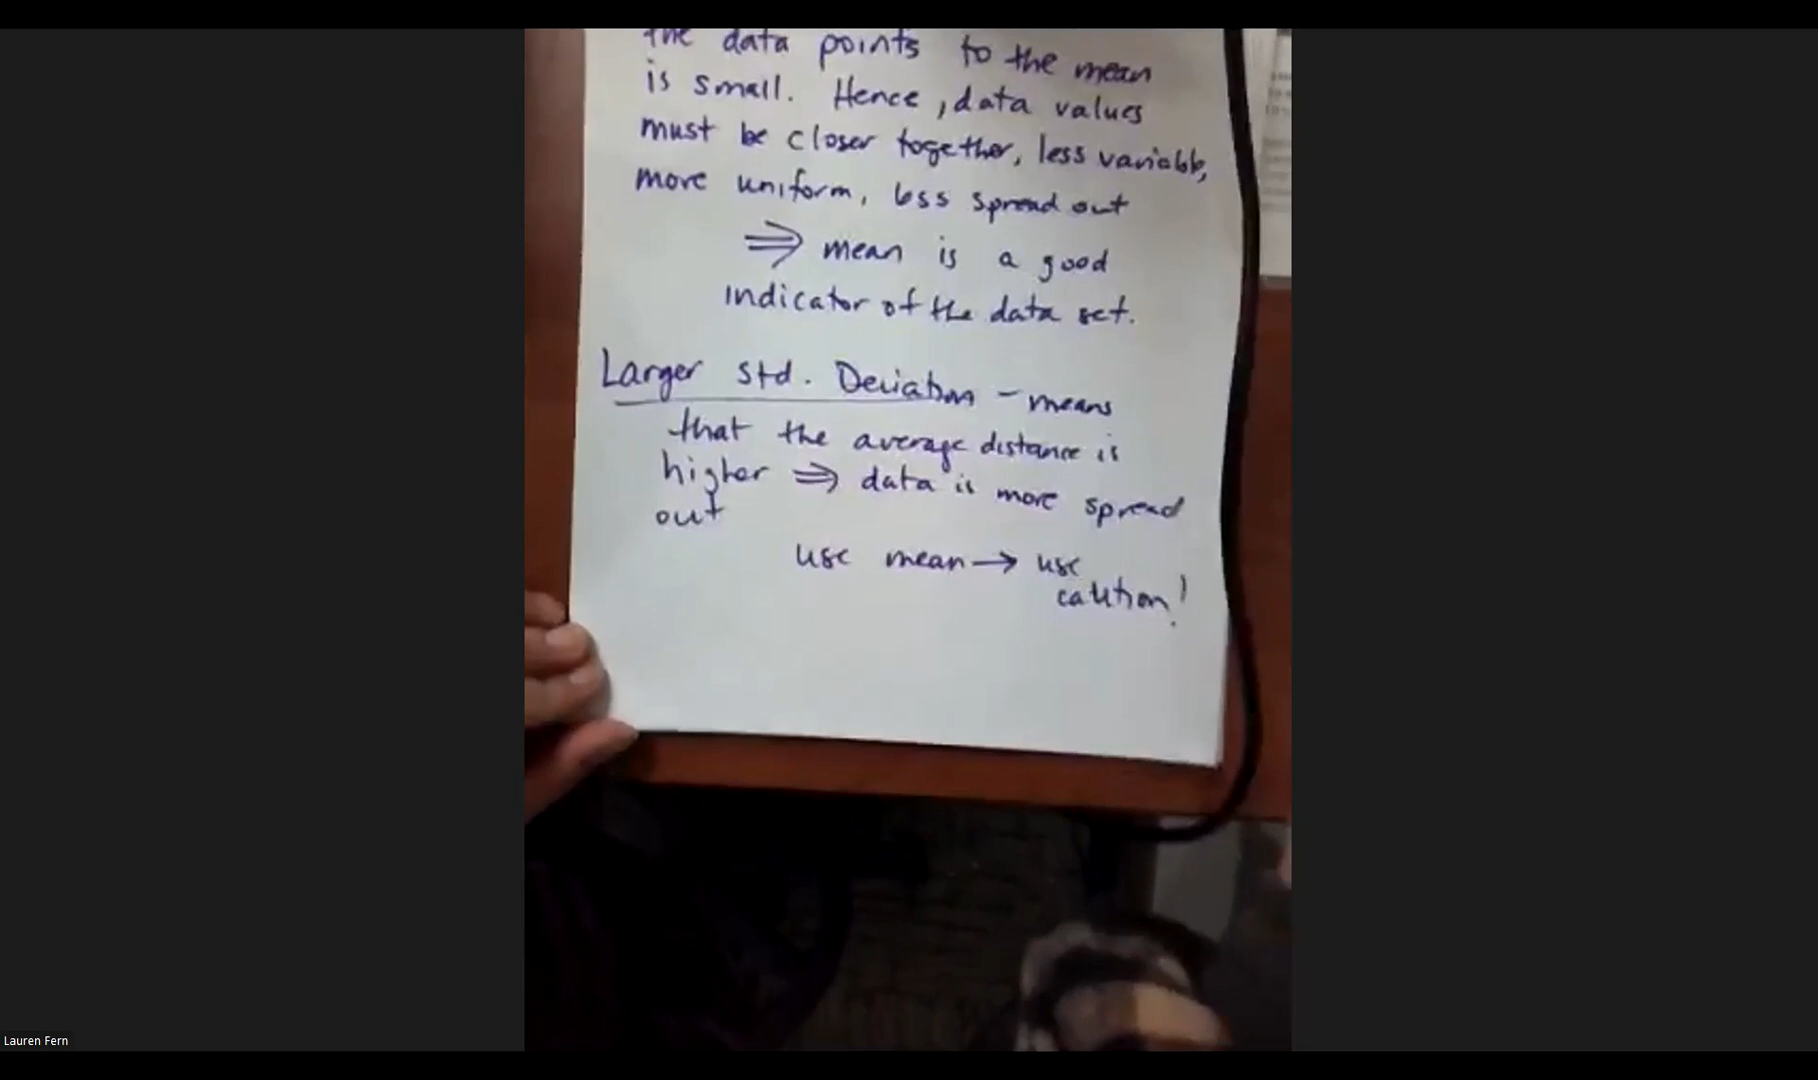 the data points to the mean
is small. Hence, data values
must be closer together, less variable,
more uniform, less spread out
⇒ mean is a good
indicator of the data set.
Larger Std. Deviation - means
that the average distance is
higher ⇒ data is more spread
out
use mean → use
caution!
Lauren Fern